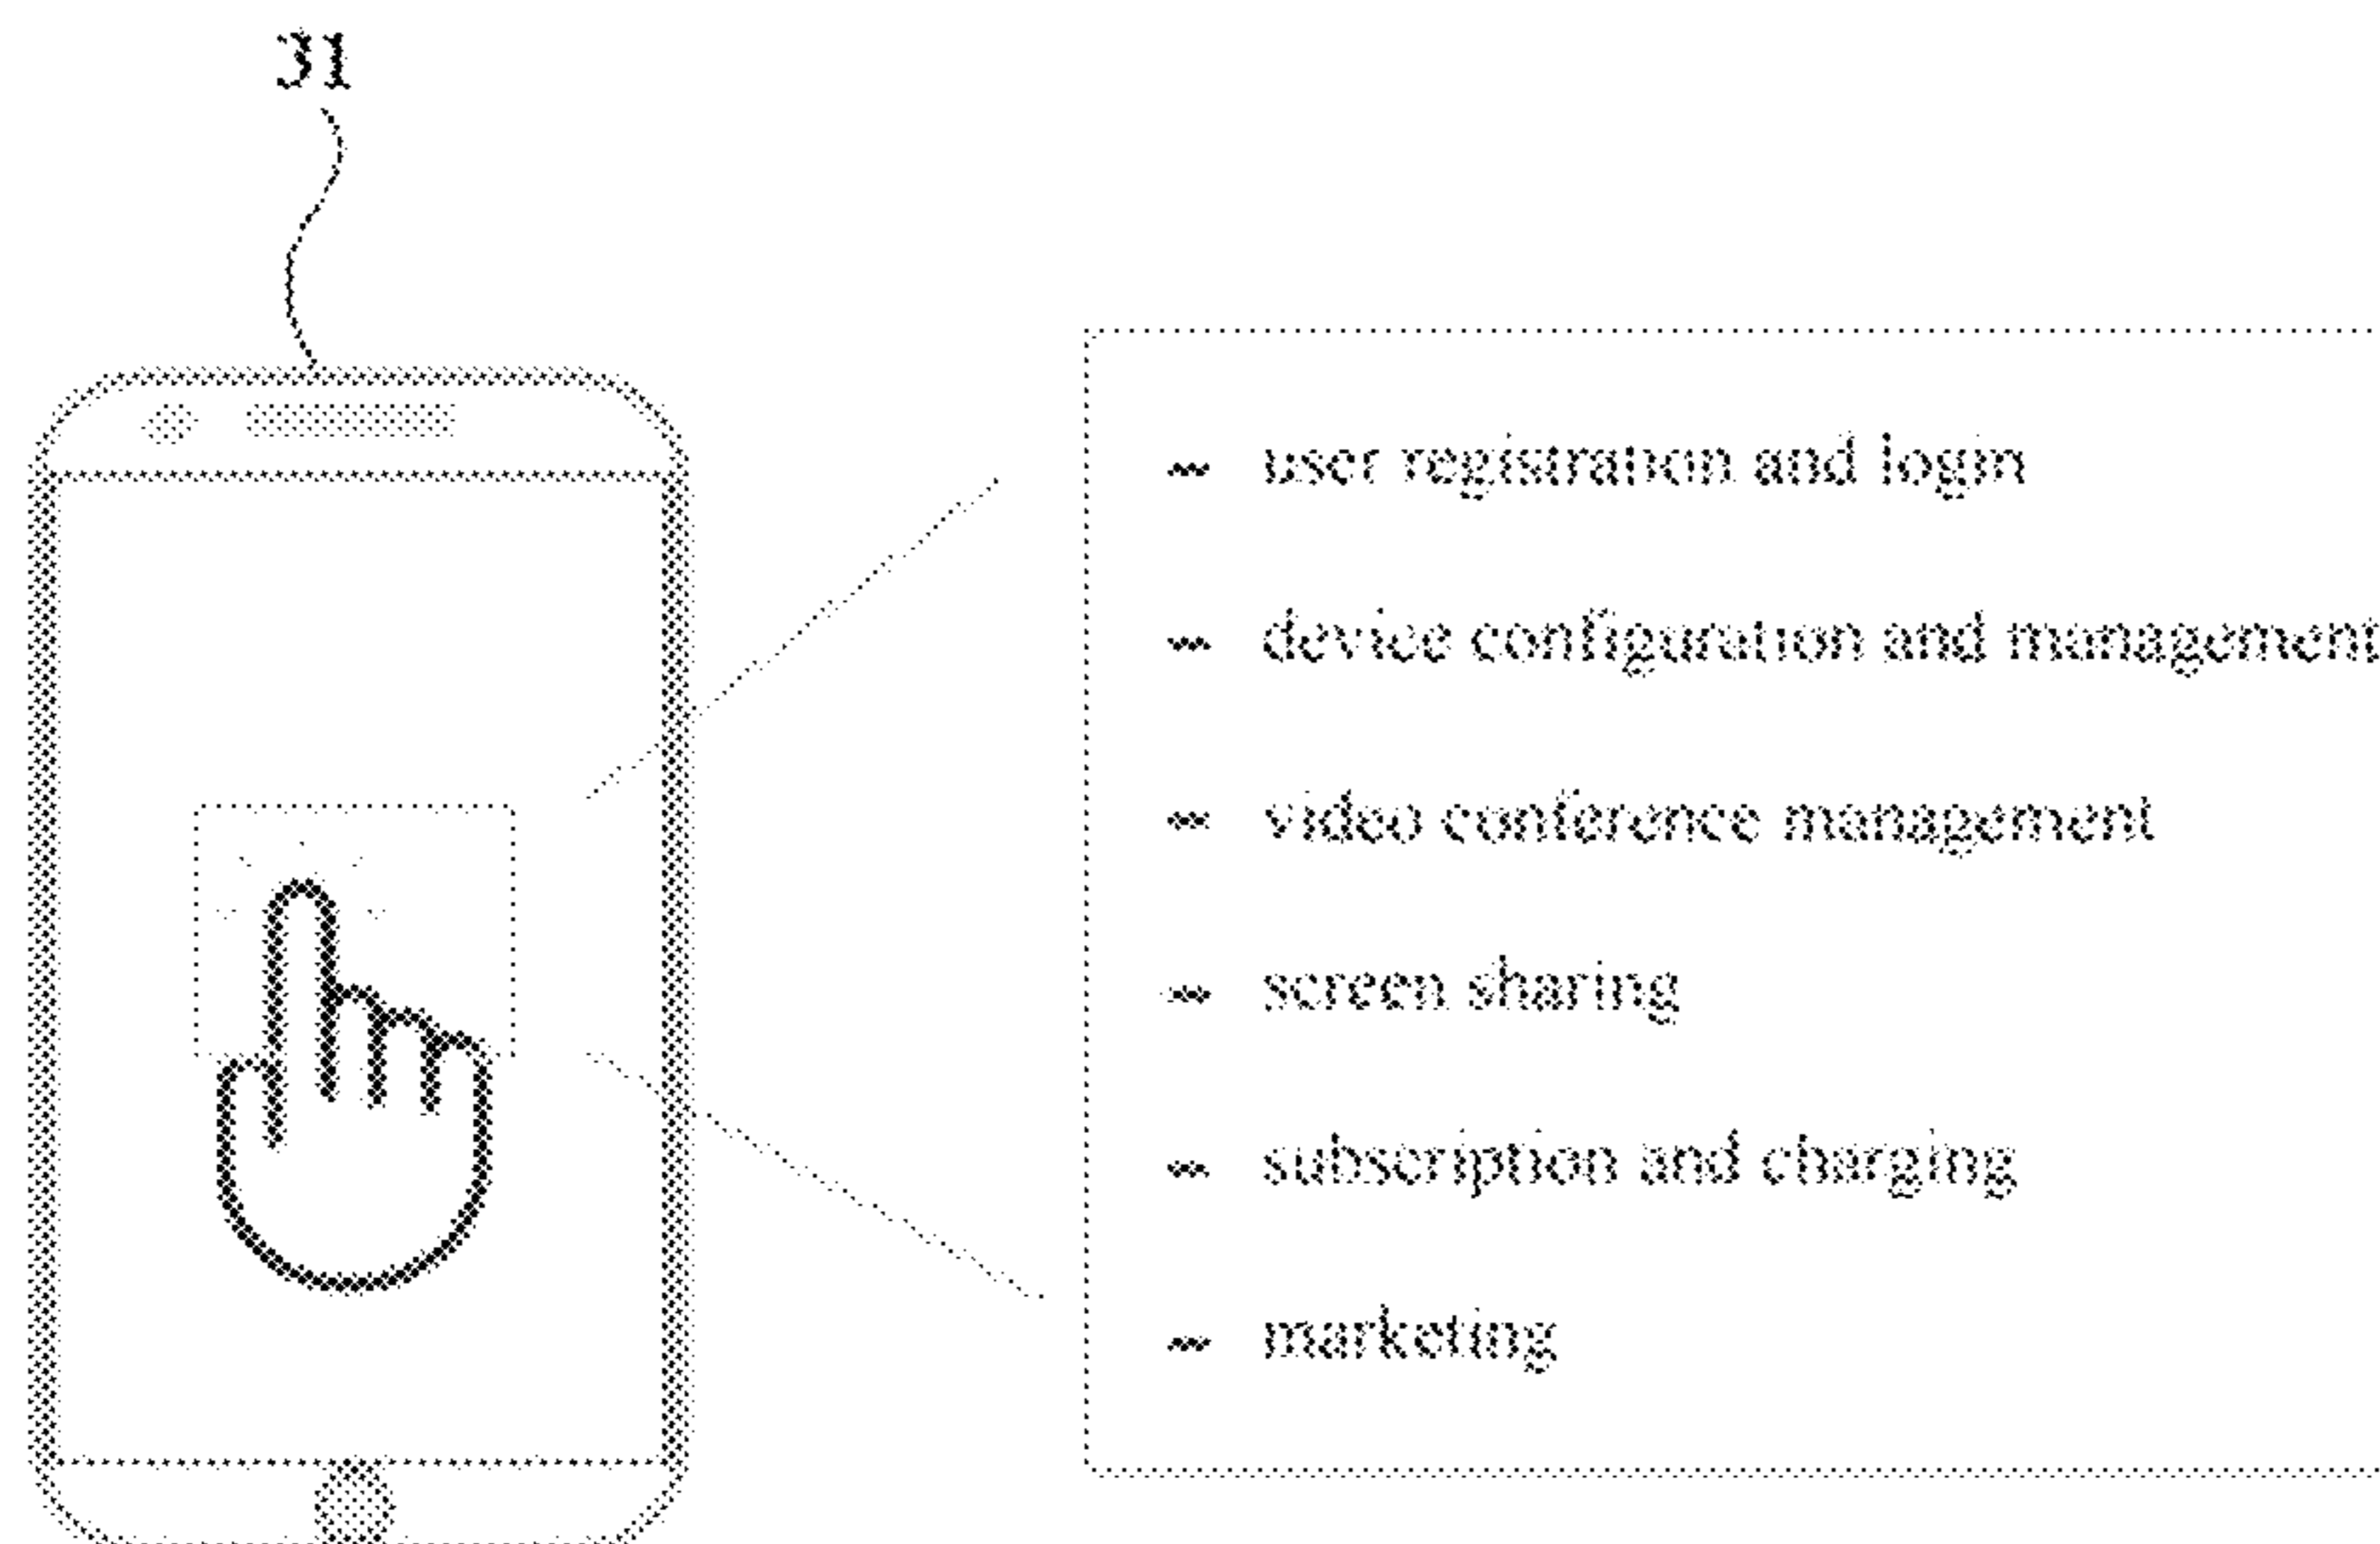 31
- user registration and login
- device configuration and management
- video conference management
- screen sharing
- subscription and charging
- marketing